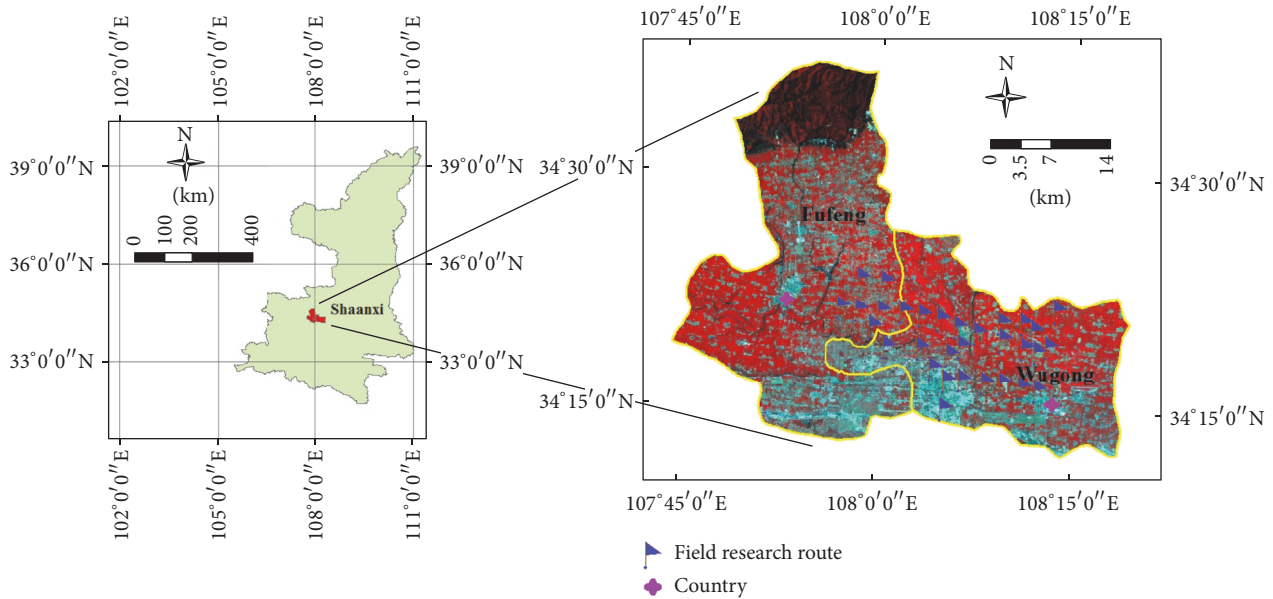 102°0′0″E
105°0′0″E
108°0′0″E
111°0′0″E
39°0′0″N
36°0′0″N
33°0′0″N
N
(km)
0
100
200
400
Shaanxi
39°0′0″N
36°0′0″N
33°0′0″N
102°0′0″E
105°0′0″E
108°0′0″E
111°0′0″E
107°45′0″E
108°0′0″E
108°15′0″E
34°30′0″N
34°15′0″N
N
0
3.5
7
14
(km)
Fufeng
Wugong
34°30′0″N
34°15′0″N
107°45′0″E
108°0′0″E
108°15′0″E
Field research route
Country